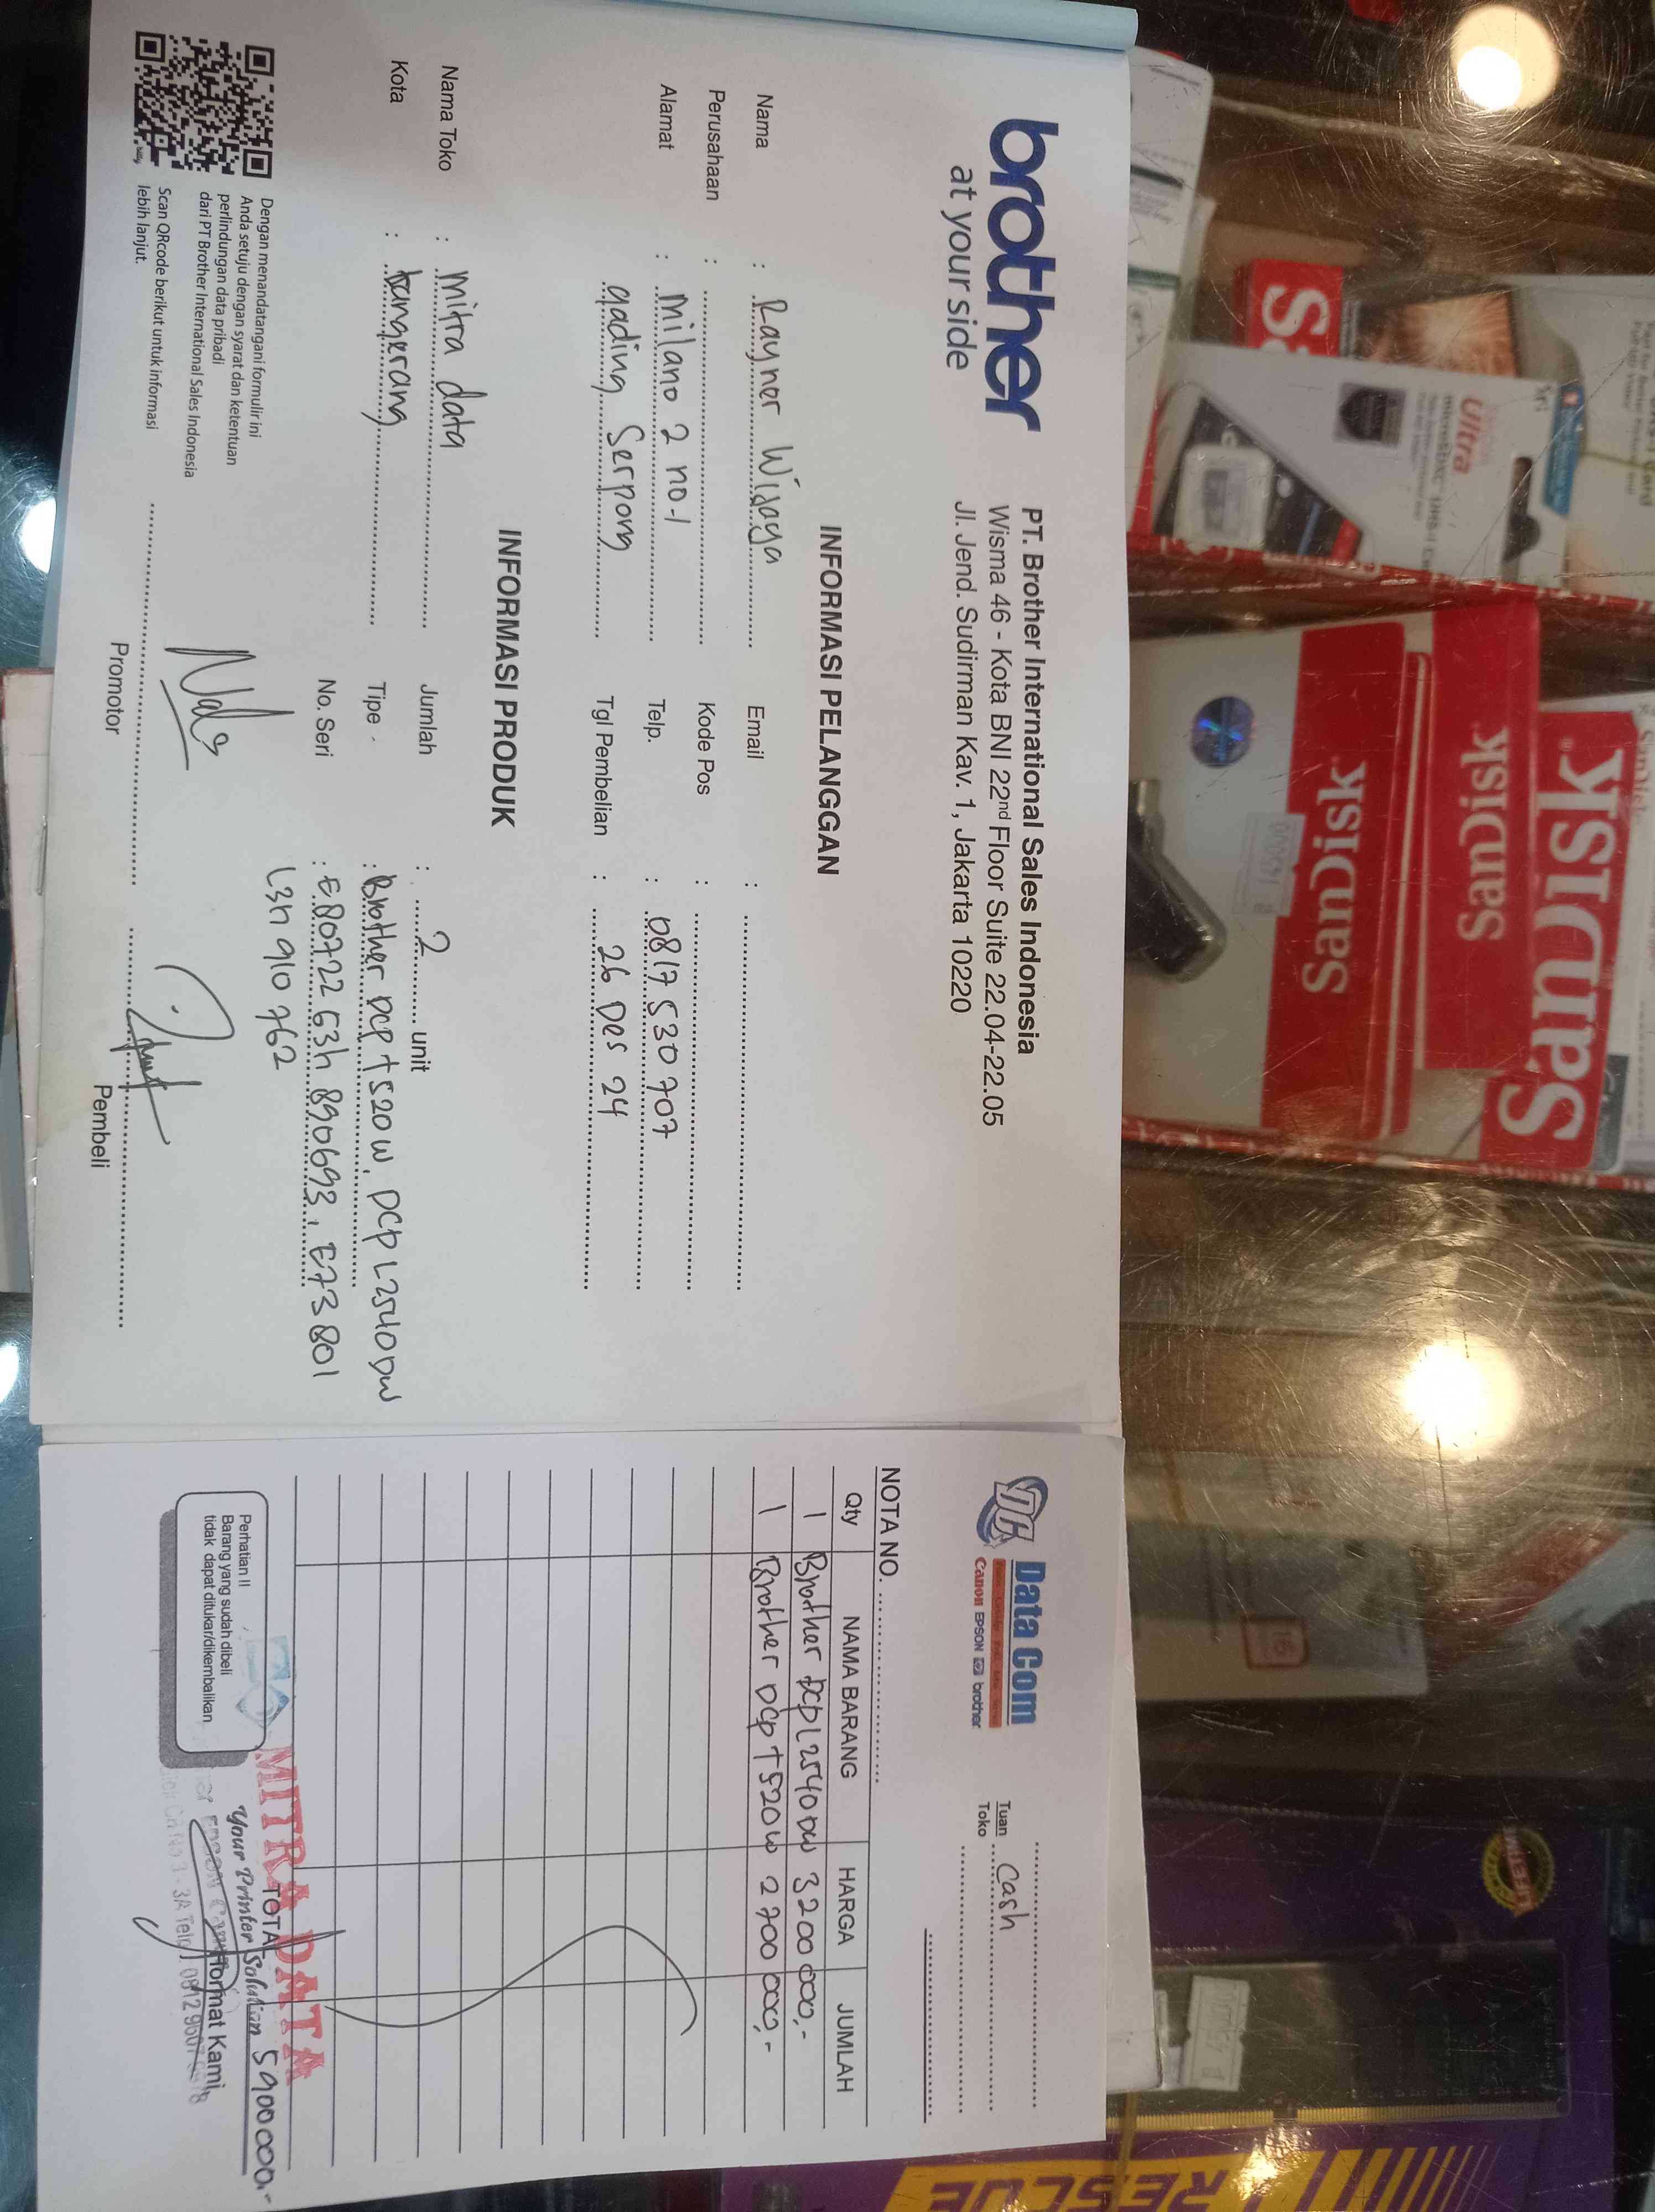 brother
at your side
PT. Brother International Sales Indonesia
Wisma 46 - Kota BNI 22nd Floor Suite 22.04-22.05
Jl. Jend. Sudirman Kav. 1, Jakarta 10220
INFORMASI PELANGGAN
Nama : Rayner Widaya
Perusahaan :
Alamat : milano 2 no.1
gading Serpong
Email :
Kode Pos :
Telp. : 0817 530 707
Tgl Pembelian : 26 Des 24
INFORMASI PRODUK
Nama Toko : mitra data
Kota : tangerang
Jumlah : 2 unit
Tipe : Brother Dcp t520w. DCP L2540DW
No. Seri : E80722 63h 890693, E73801
L3n 910 762
Dengan menandatangani formulir ini
Anda setuju dengan syarat dan ketentuan
perlindungan data pribadi
dari PT Brother International Sales Indonesia
Scan QRcode berikut untuk informasi
lebih lanjut.
Promotor
Pembeli
DC Data Com
Canon EPSON hp brother
Tuan Cash
Toko
NOTA NO.
Qty NAMA BARANG HARGA JUMLAH
1 Brother Dcp L2540DW 3200 000,-
1 Brother DCp t520w 2700 000,-
TOTAL 5900 000,-
Perhatian !!
Barang yang sudah dibeli
tidak dapat ditukar/dikembalikan
MITRA DATA
Your Printer Solution
Hormat Kami,
SanDisk
SanDisk
SanDisk
Ultra
RESCUE